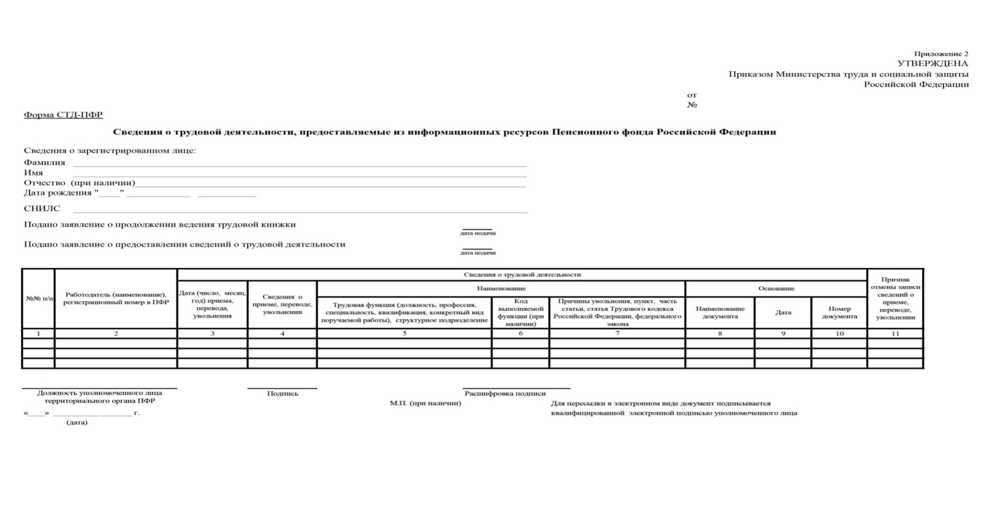 Приложение 2
УТВЕРЖДЕНА
Приказом Министерства труда и социальной защиты
Российской Федерации
от
№
Форма СТД-ПФР
Сведения о трудовой деятельности, предоставляемые из информационных ресурсов Пенсионного фонда Российской Федерации
Сведения о зарегистрированном лице:
Фамилия
Имя
Отчество (при наличии)
Дата рождения "____" ____________ ___________
СНИЛС
Подано заявление о продолжении ведения трудовой книжки
дата подачи
Подано заявление о предоставлении сведений о трудовой деятельности
дата подачи
№№ п/п
Работодатель (наименование),
регистрационный номер в ПФР
Сведения о трудовой деятельности
Дата (число, месяц,
год) приема,
перевода,
увольнения
Сведения о
приеме, переводе,
увольнении
Наименование
Трудовая функция (должность, профессия,
специальность, квалификация, конкретный вид
поручаемой работы), структурное подразделение
Код
выполняемой
функции (при
наличии)
Причины увольнения, пункт, часть
статьи, статья Трудового кодекса
Российской Федерации, федерального
закона
Основание
Наименование
документа
Дата
Номер
документа
Признак
отмены записи
сведений о
приеме,
переводе,
увольнении
1 2 3 4 5 6 7 8 9 10 11
Должность уполномоченного лица
территориального органа ПФР
Подпись
Расшифровка подписи
М.П. (при наличии)
«____» ___________ _______ г.
(дата)
Для пересылки в электронном виде документ подписывается
квалифицированной электронной подписью уполномоченного лица